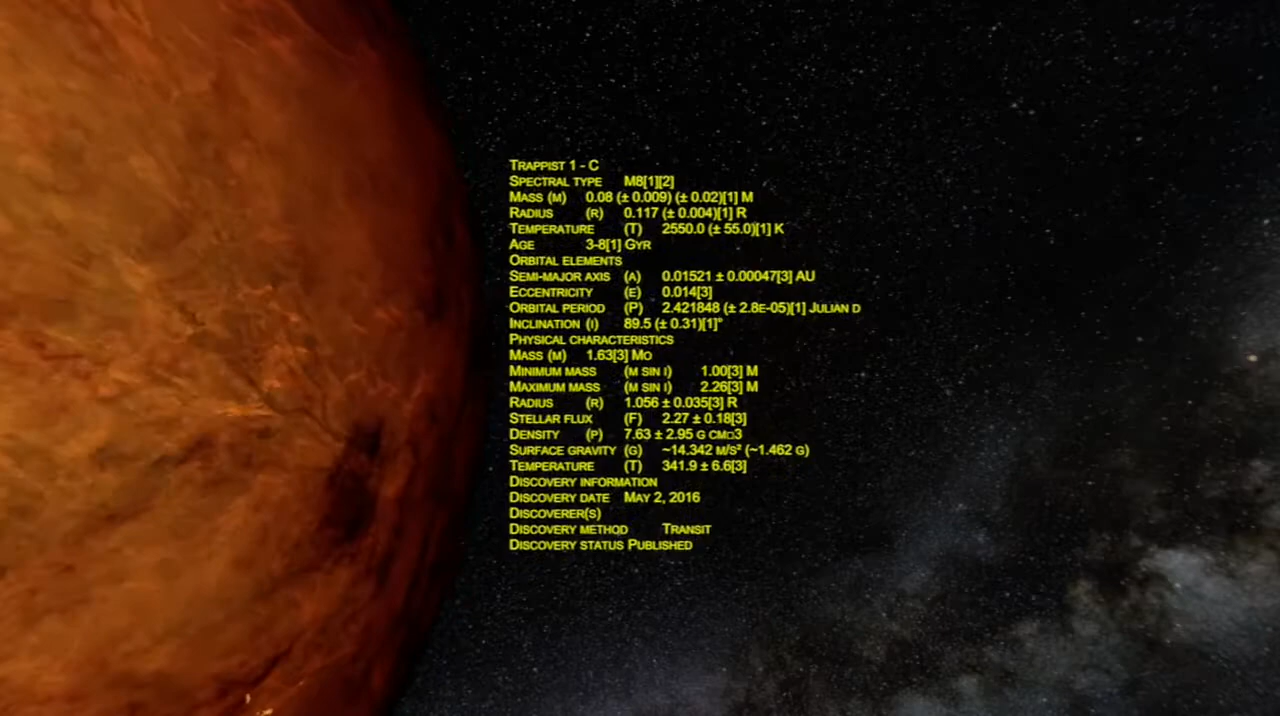 Trappist 1 - C
Spectral type M8[1][2]
Mass (m) 0.08 (± 0.009) (± 0.02)[1] M
Radius (r) 0.117 (± 0.004)[1] R
Temperature (T) 2550.0 (± 55.0)[1] K
Age 3-8[1] Gyr
Orbital elements
Semi-major axis (a) 0.01521 ± 0.00047[3] AU
Eccentricity (e) 0.014[3]
Orbital period (P) 2.421848 (± 2.8e-05)[1] Julian d
Inclination (i) 89.5 (± 0.31)[1]°
Physical characteristics
Mass (m) 1.63[3] Mo
Minimum mass (m sin i) 1.00[3] M
Maximum mass (m sin i) 2.26[3] M
Radius (r) 1.056 ± 0.035[3] R
Stellar flux (F) 2.27 ± 0.18[3]
Density (p) 7.63 ± 2.95 g cm□3
Surface gravity (g) ~14.342 m/s² (~1.462 g)
Temperature (T) 341.9 ± 6.6[3]
Discovery information
Discovery date May 2, 2016
Discoverer(s)
Discovery method Transit
Discovery status Published